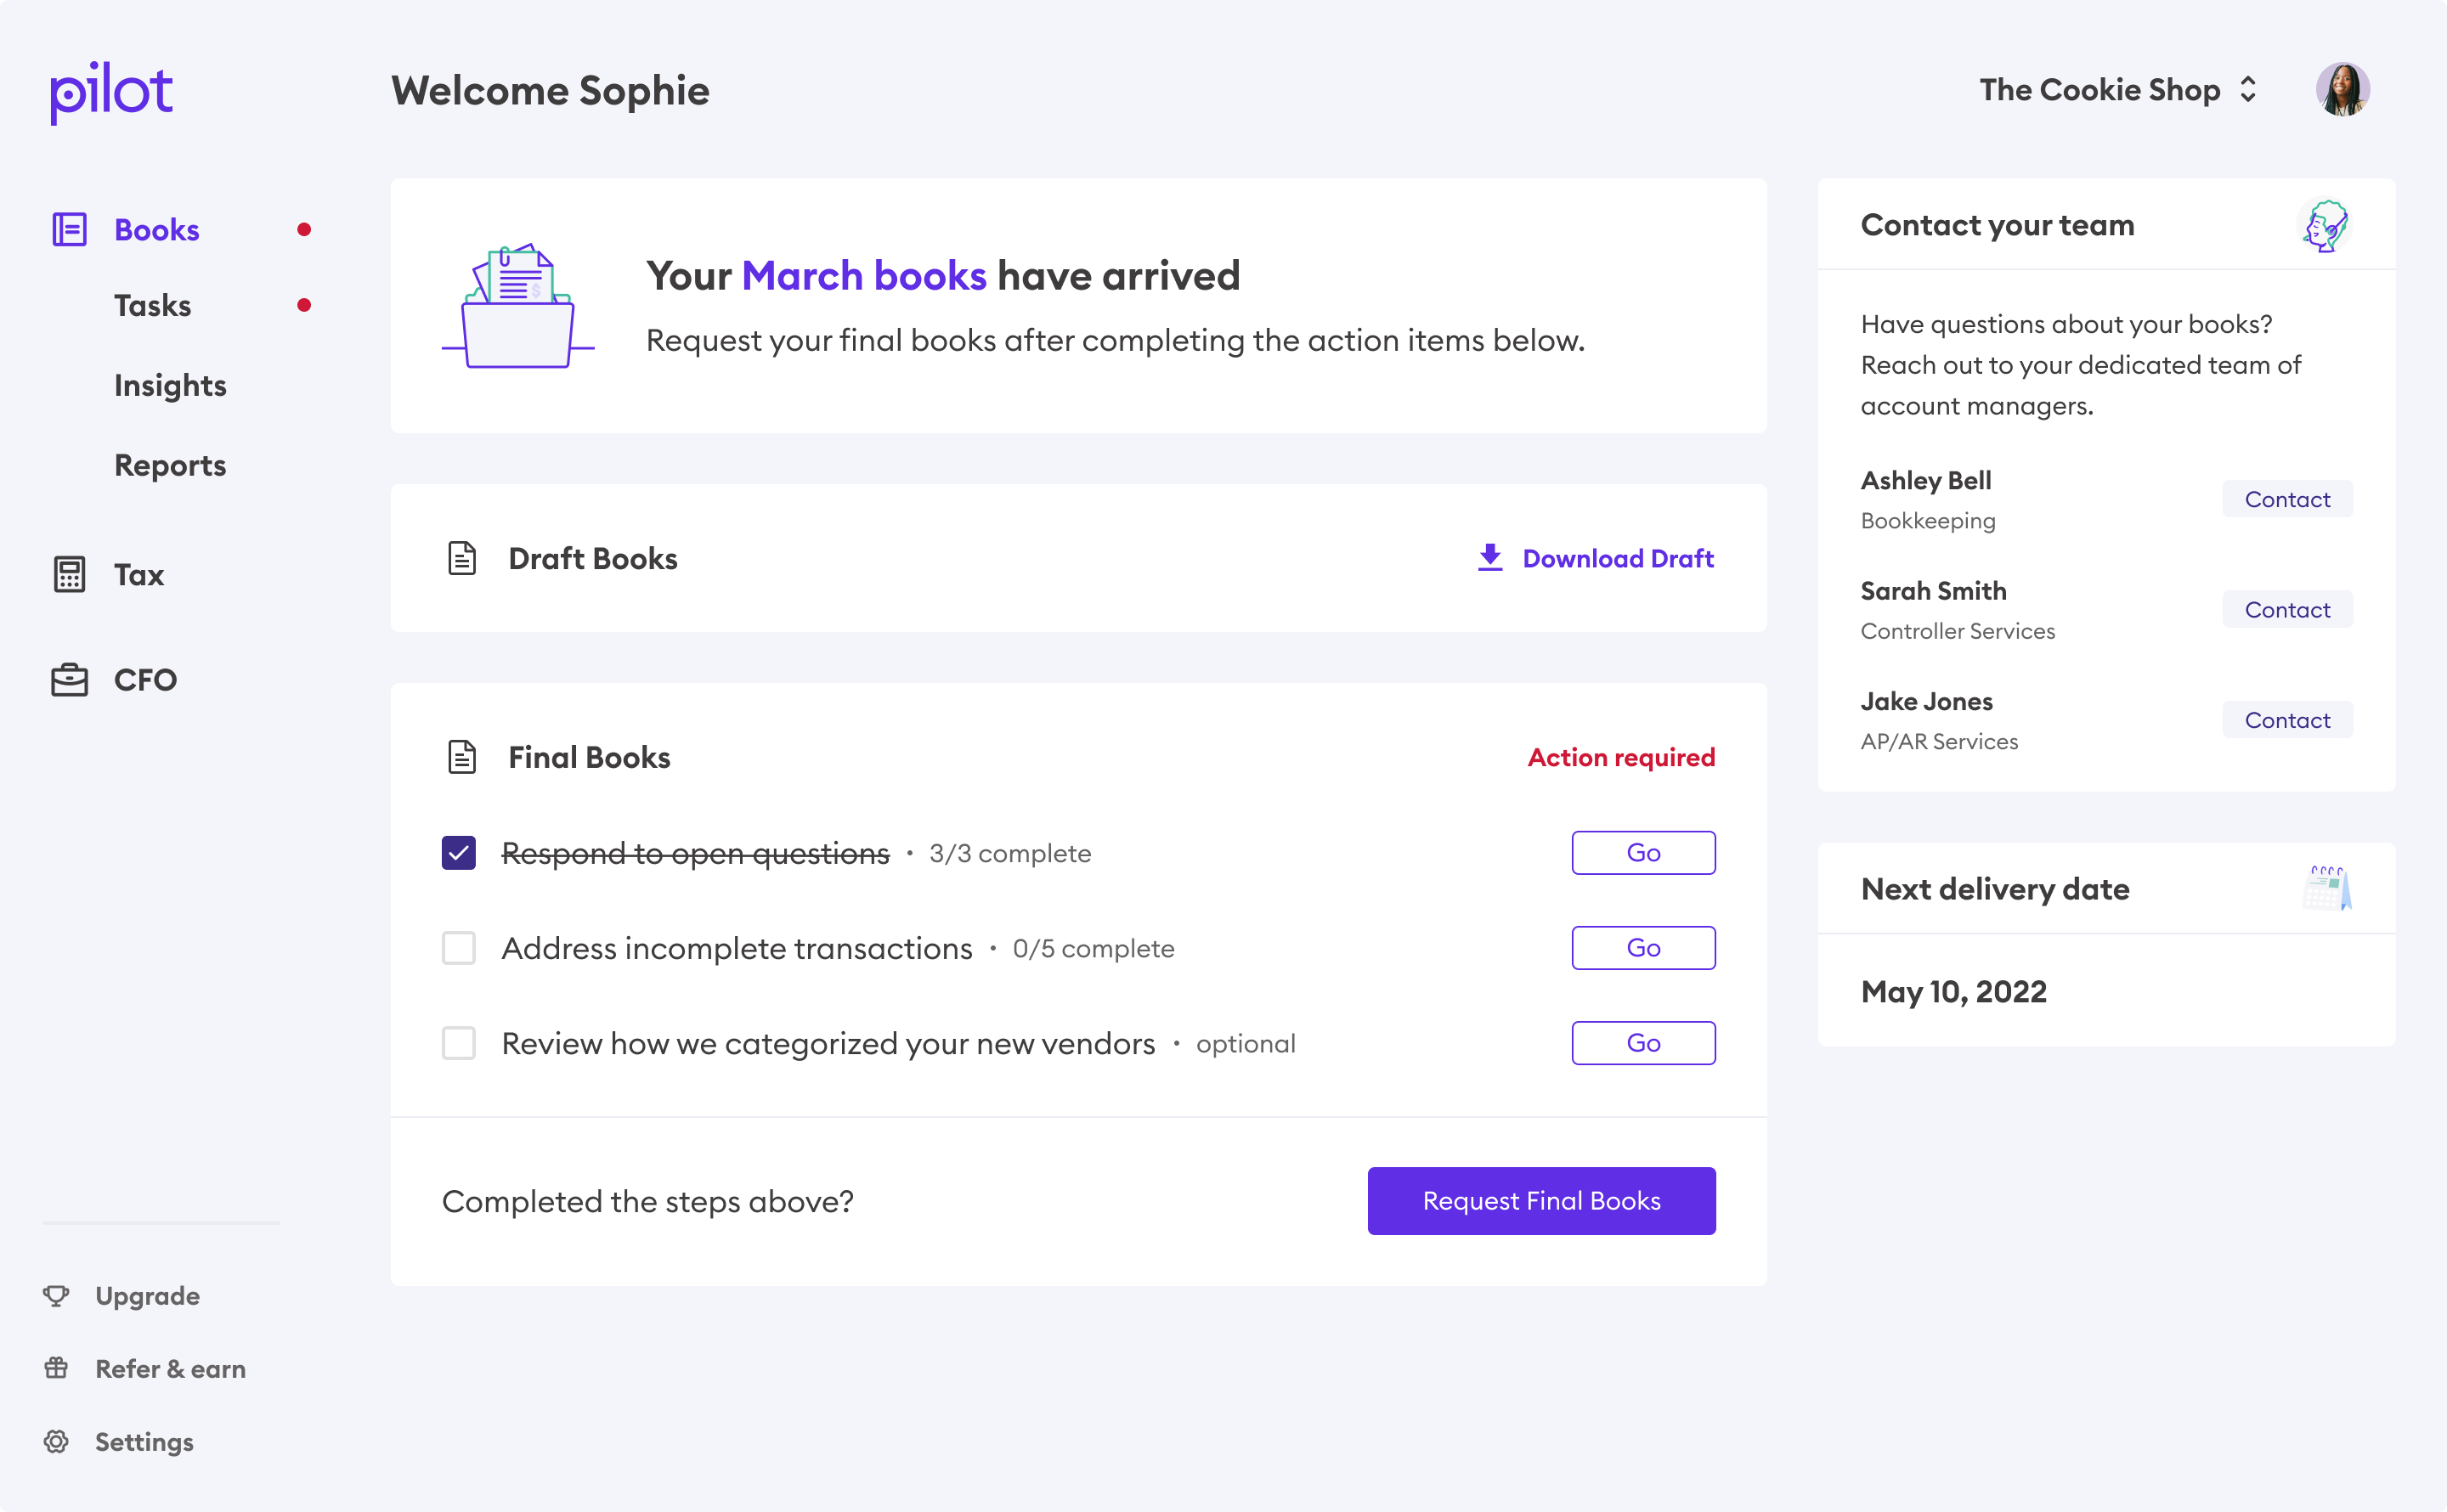 pilot
Welcome Sophie
The Cookie Shop
Books
Tasks
Insights
Reports
Tax
CFO
Upgrade
Refer & earn
Settings
Your March books have arrived
Request your final books after completing the action items below.
Draft Books
Download Draft
Final Books
Action required
Respond to open questions • 3/3 complete
Go
Address incomplete transactions • 0/5 complete
Go
Review how we categorized your new vendors • optional
Go
Completed the steps above?
Request Final Books
Contact your team
Have questions about your books?
Reach out to your dedicated team of
account managers.
Ashley Bell
Bookkeeping
Contact
Sarah Smith
Controller Services
Contact
Jake Jones
AP/AR Services
Contact
Next delivery date
May 10, 2022